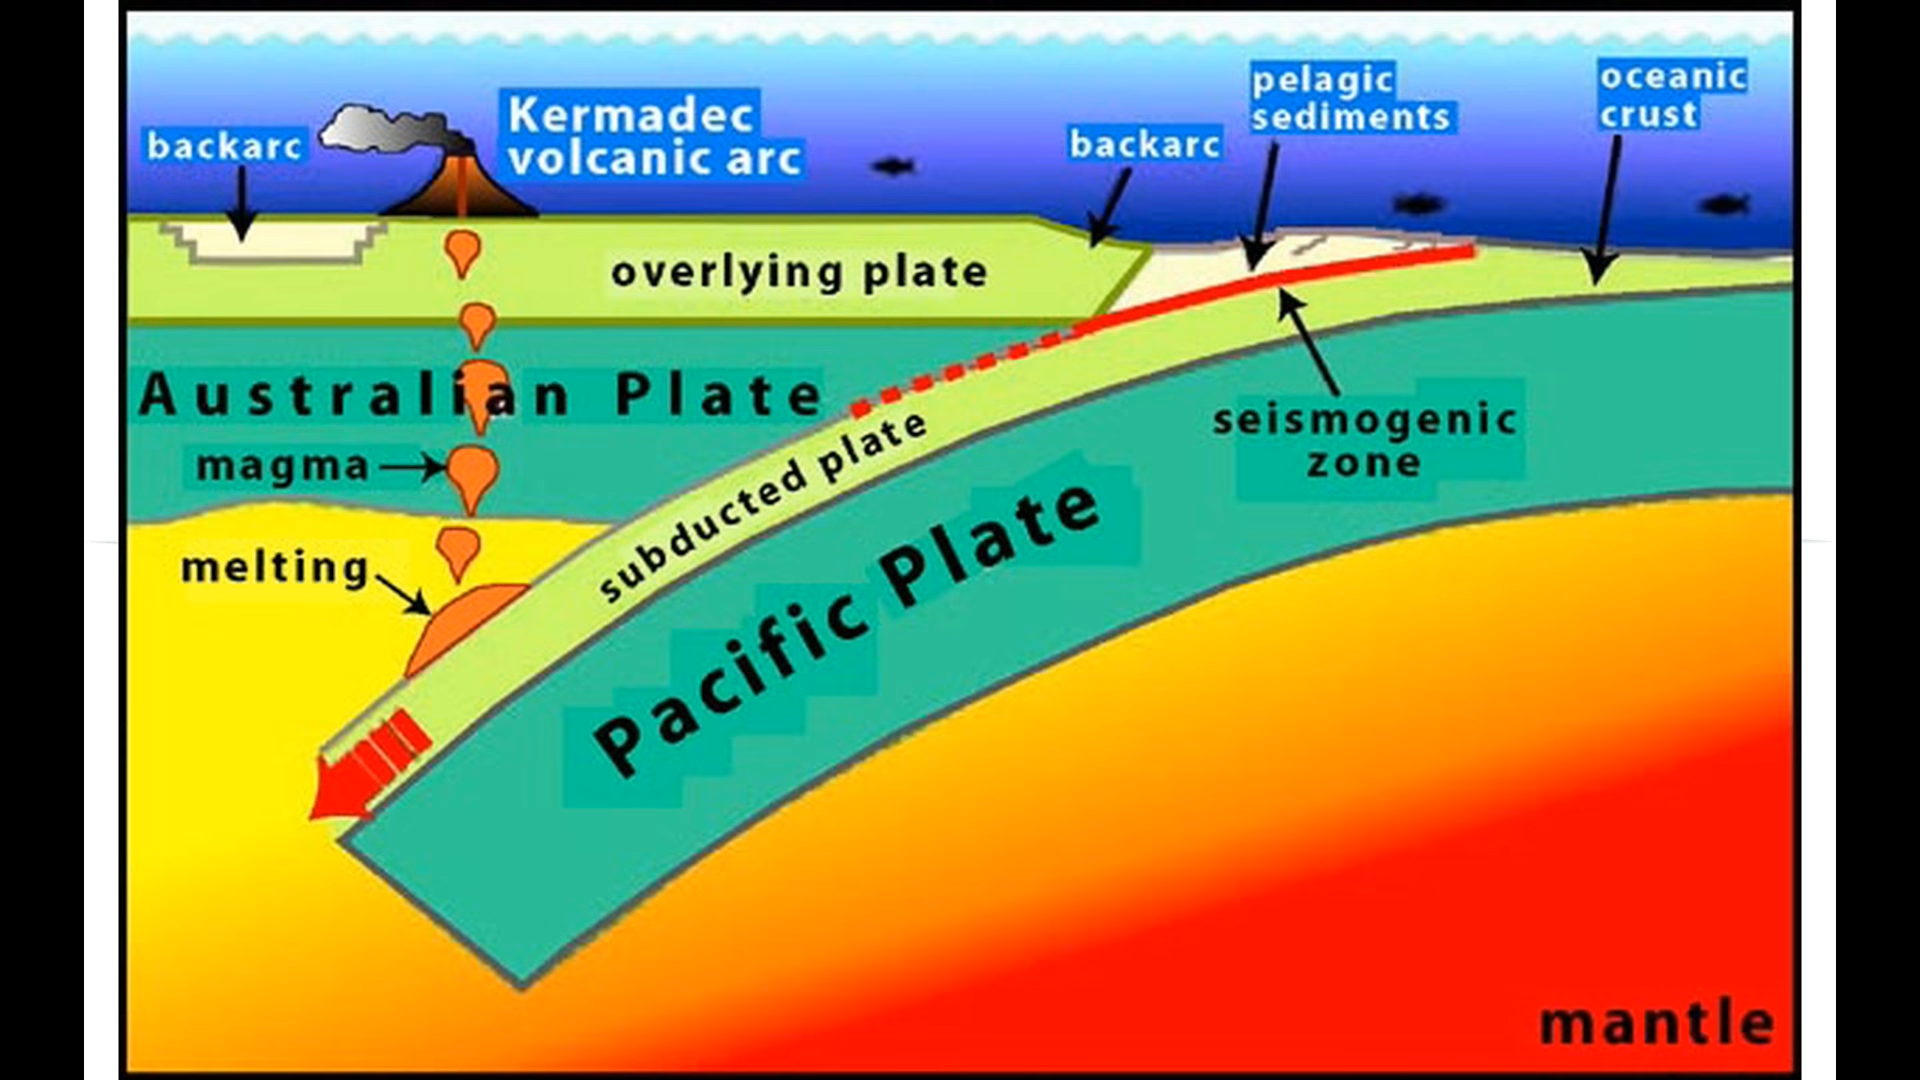 backarc
Kermadec
volcanic arc
backarc
pelagic
sediments
oceanic
crust
overlying plate
Australian Plate
magma
melting
subducted plate
Pacific Plate
seismogenic
zone
mantle